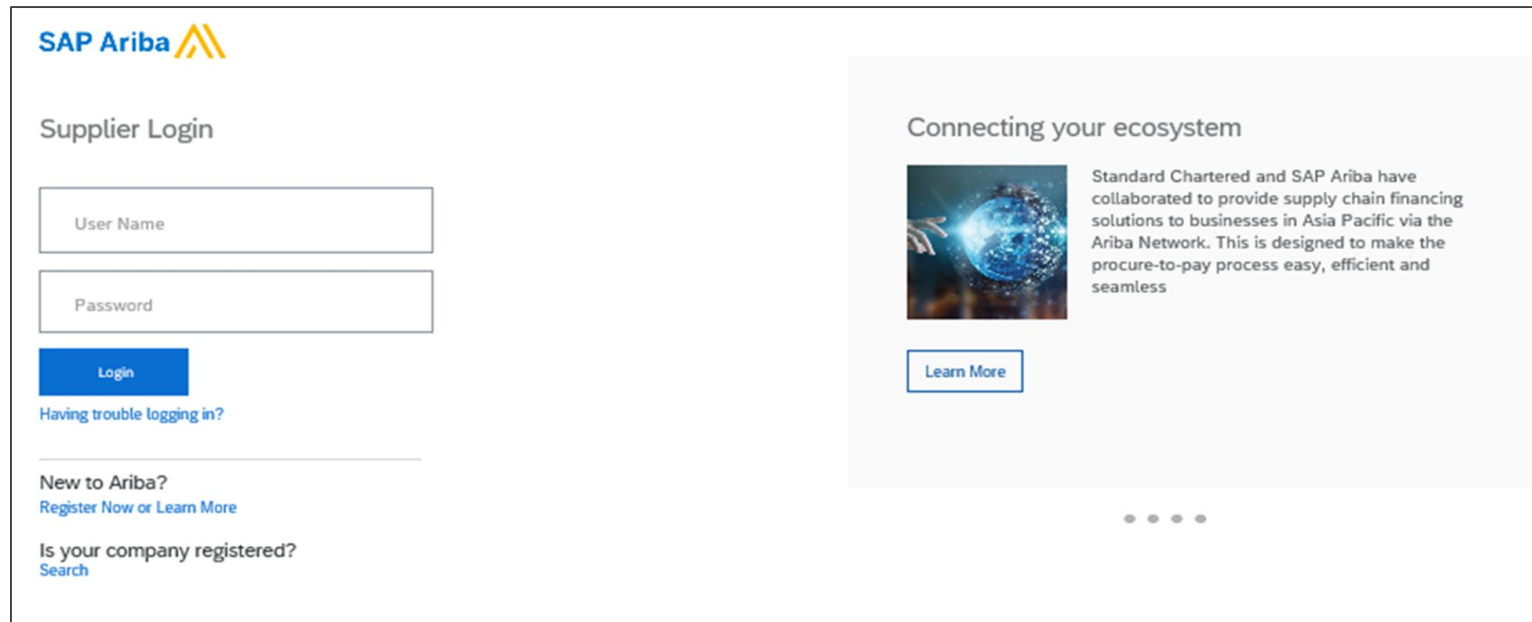 SAP Ariba
Supplier Login
User Name
Password
Login
Having trouble logging in?
New to Ariba?
Register Now or Learn More
Is your company registered?
Search
Connecting your ecosystem
Standard Chartered and SAP Ariba have
collaborated to provide supply chain financing
solutions to businesses in Asia Pacific via the
Ariba Network. This is designed to make the
procure-to-pay process easy, efficient and
seamless
Learn More